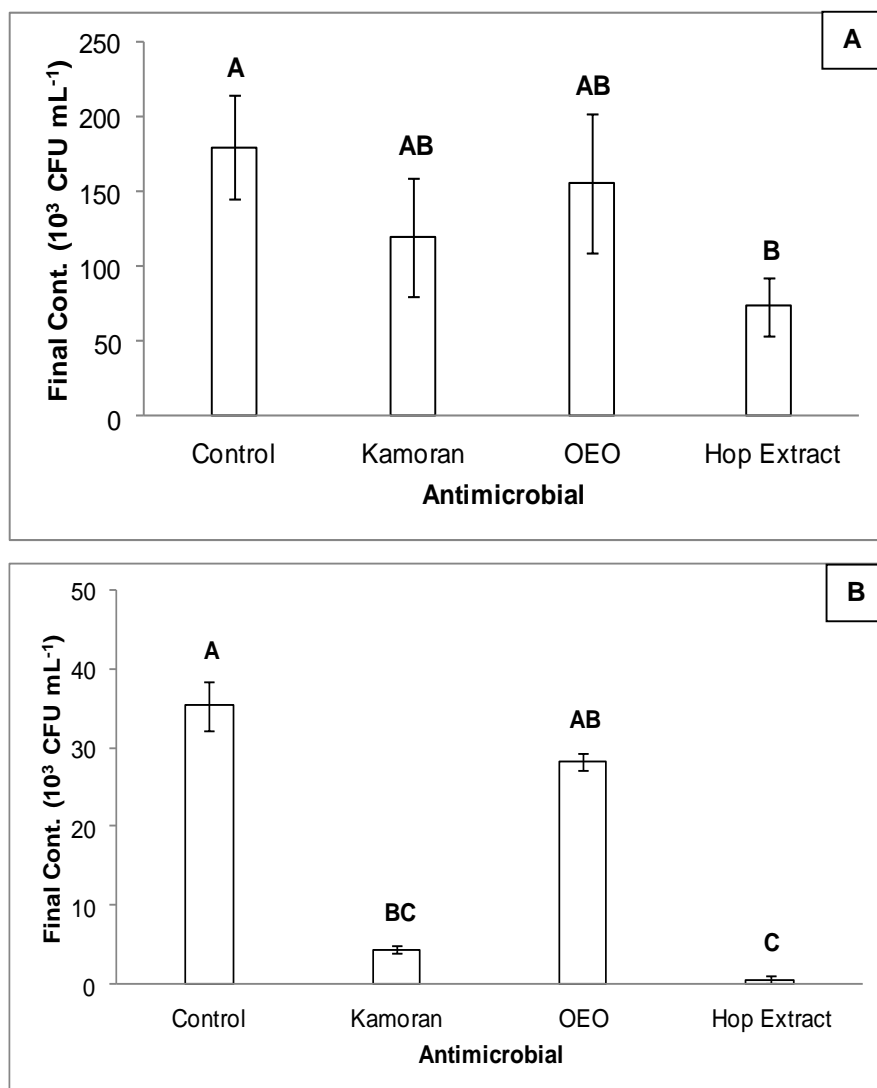 A
250
200
150
100
50
0
Final Cont. (10³ CFU mL⁻¹)
A
AB
AB
B
Control Kamoran OEO Hop Extract
Antimicrobial
B
50
40
30
20
10
0
Final Cont. (10³ CFU mL⁻¹)
A
BC
AB
C
Control Kamoran OEO Hop Extract
Antimicrobial